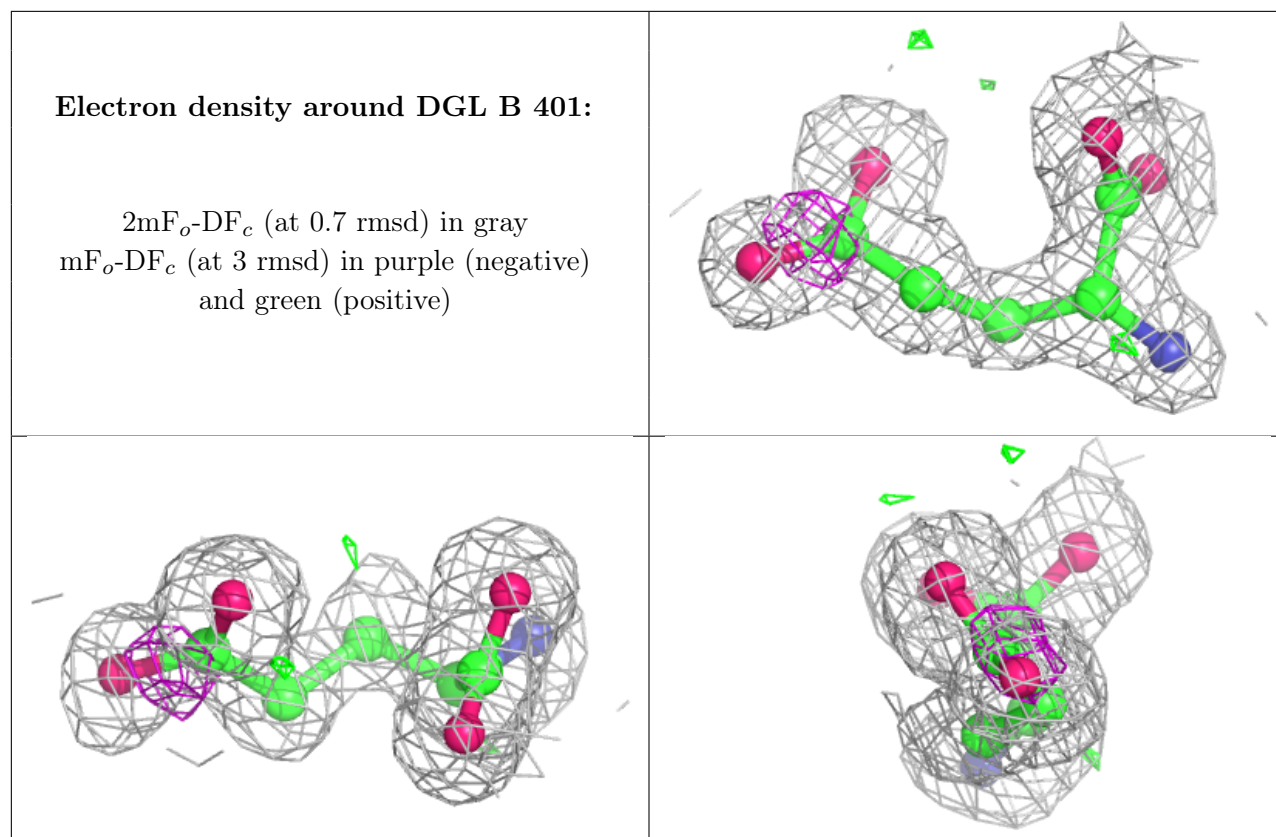 Electron density around DGL B 401:
2mFo-DFc (at 0.7 rmsd) in gray
mFo-DFc (at 3 rmsd) in purple (negative)
and green (positive)